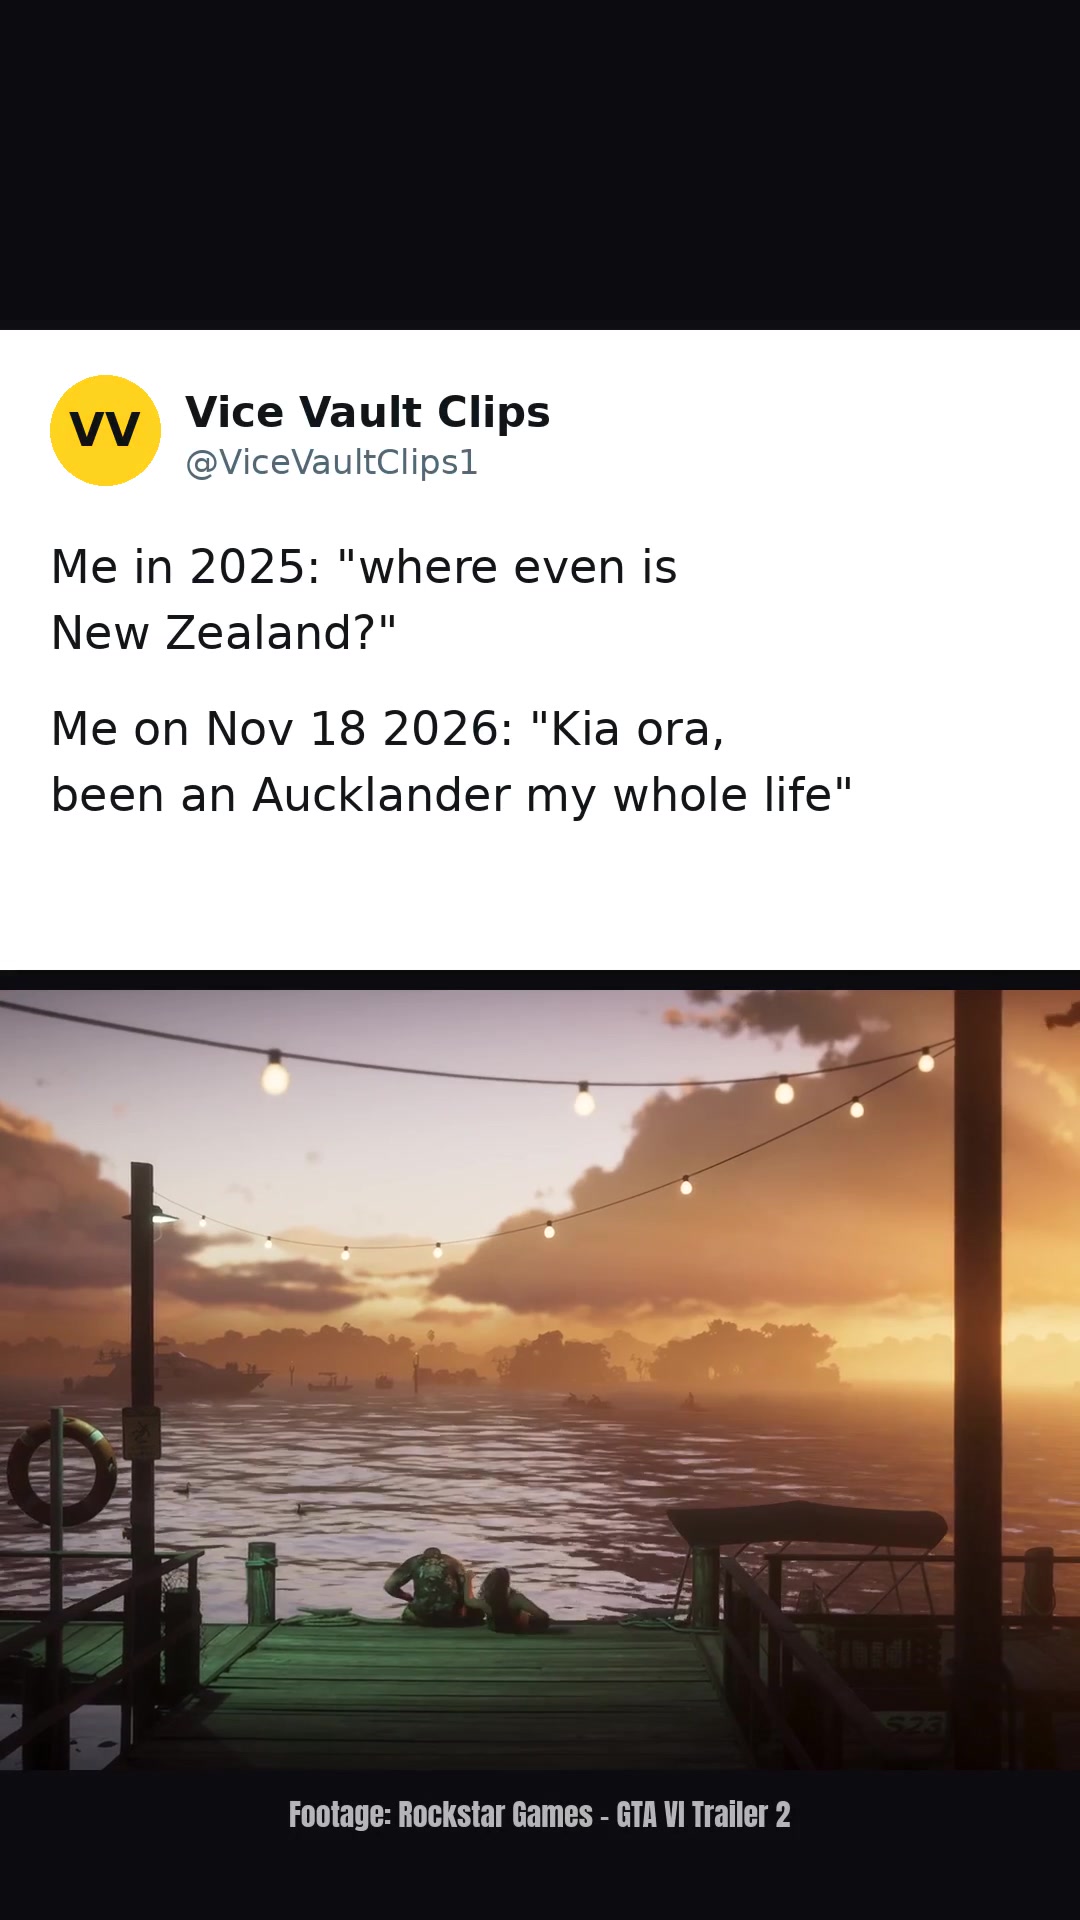 VV
Vice Vault Clips
@ViceVaultClips1
Me in 2025: "where even is
New Zealand?"
Me on Nov 18 2026: "Kia ora,
been an Aucklander my whole life"
S23
Footage: Rockstar Games - GTA VI Trailer 2